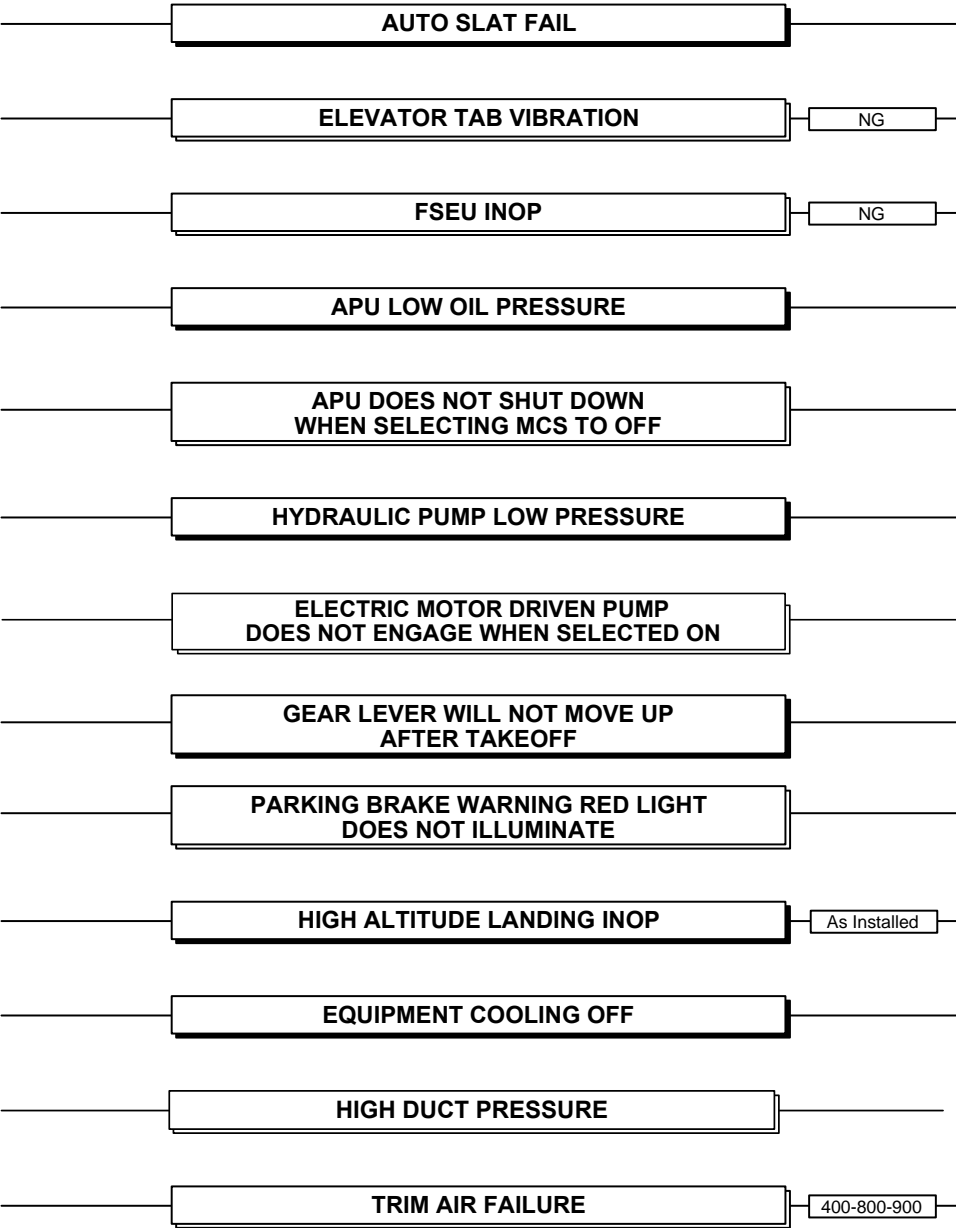 AUTO SLAT FAIL
ELEVATOR TAB VIBRATION
NG
FSEU INOP
NG
APU LOW OIL PRESSURE
APU DOES NOT SHUT DOWN
WHEN SELECTING MCS TO OFF
HYDRAULIC PUMP LOW PRESSURE
ELECTRIC MOTOR DRIVEN PUMP
DOES NOT ENGAGE WHEN SELECTED ON
GEAR LEVER WILL NOT MOVE UP
AFTER TAKEOFF
PARKING BRAKE WARNING RED LIGHT
DOES NOT ILLUMINATE
HIGH ALTITUDE LANDING INOP
As Installed
EQUIPMENT COOLING OFF
HIGH DUCT PRESSURE
TRIM AIR FAILURE
400-800-900